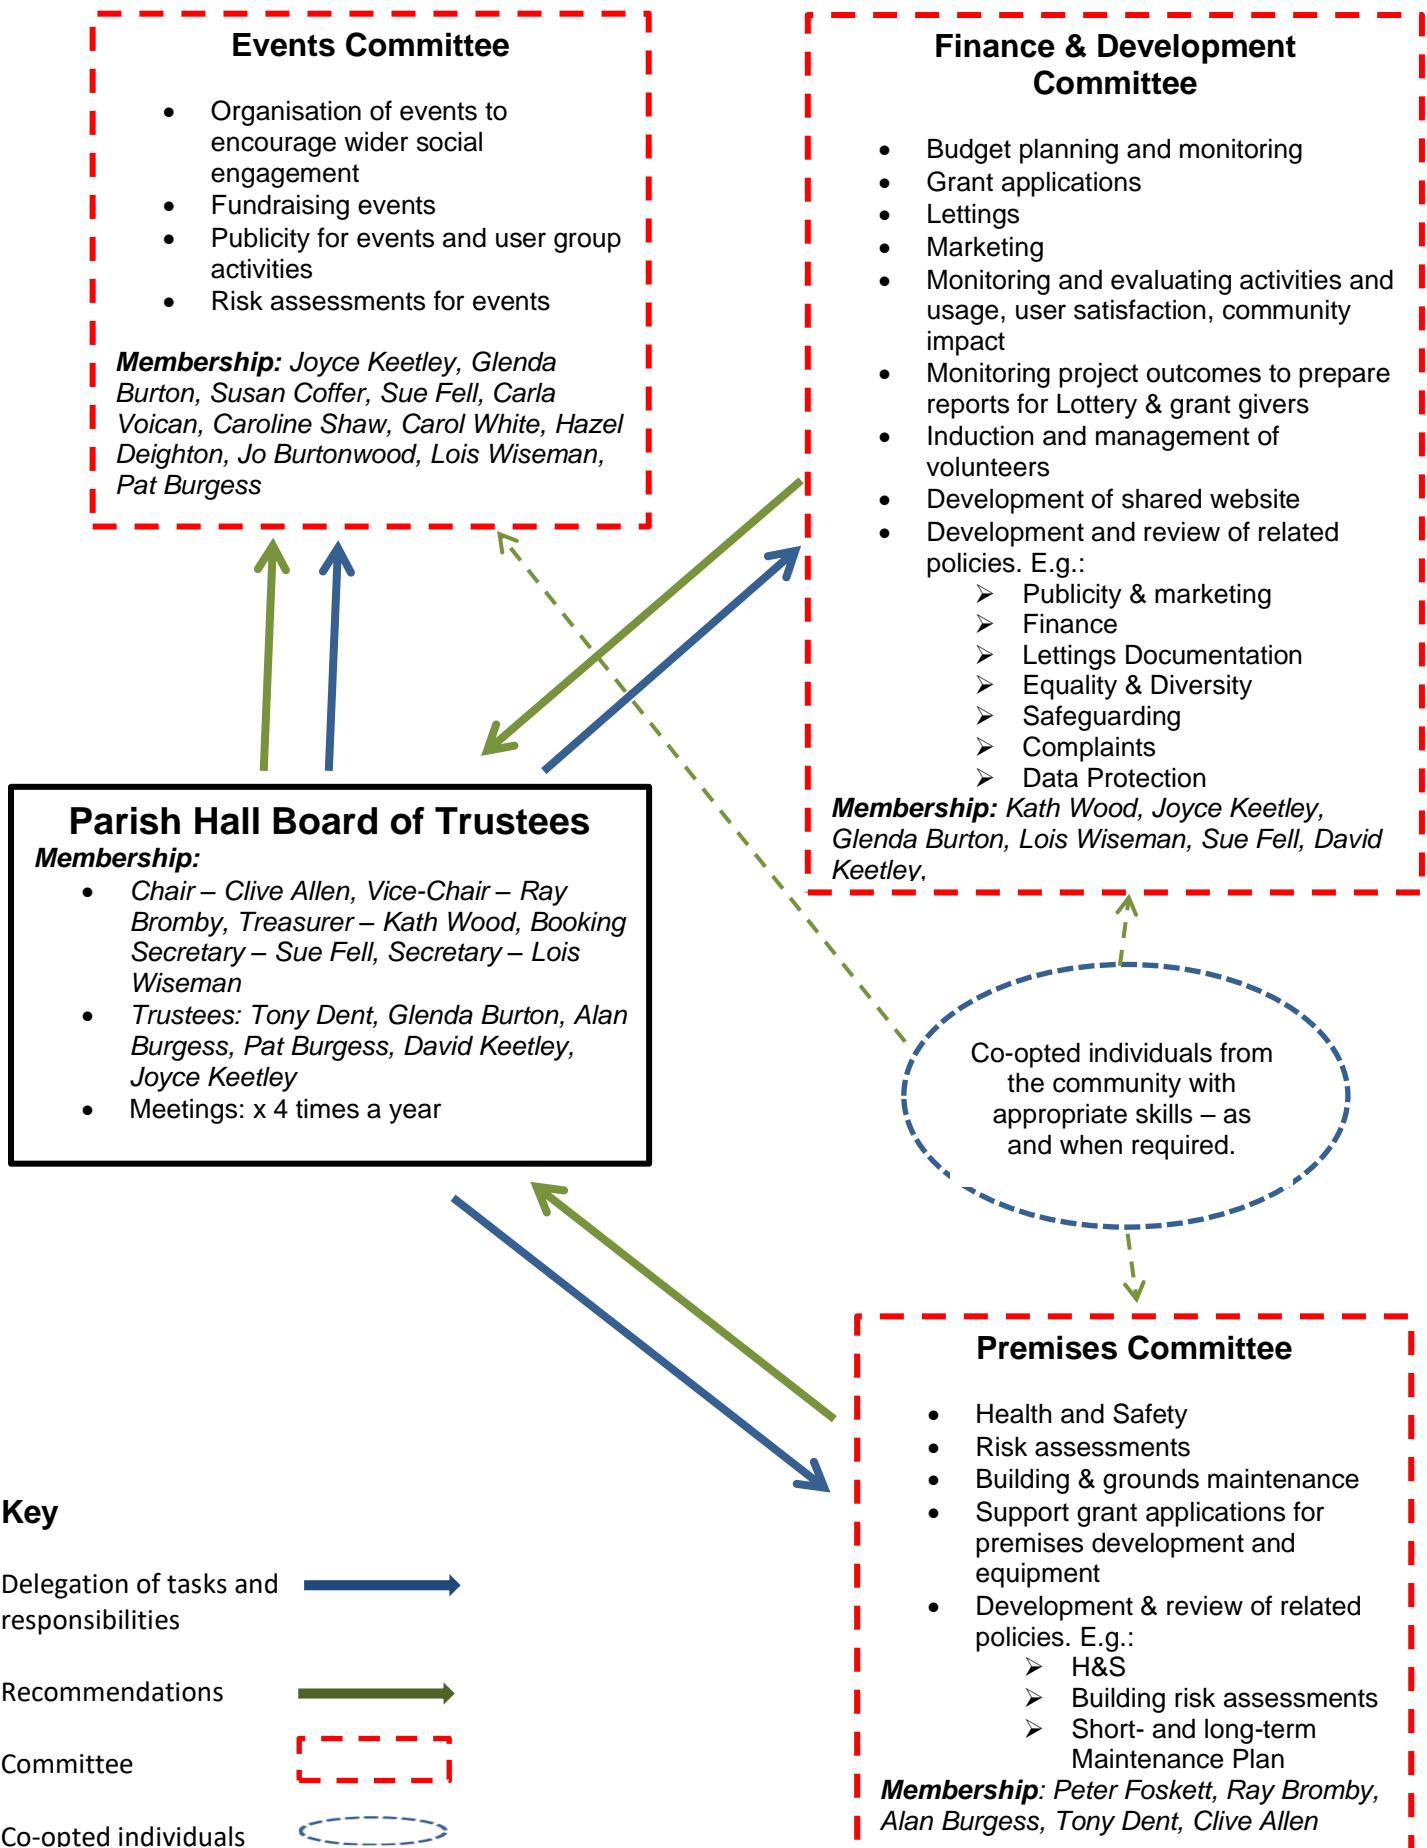 Events Committee
• Organisation of events to
encourage wider social
engagement
• Fundraising events
• Publicity for events and user group
activities
• Risk assessments for events
Membership: Joyce Keetley, Glenda
Burton, Susan Coffer, Sue Fell, Carla
Voican, Caroline Shaw, Carol White, Hazel
Deighton, Jo Burtonwood, Lois Wiseman,
Pat Burgess
Finance & Development
Committee
• Budget planning and monitoring
• Grant applications
• Lettings
• Marketing
• Monitoring and evaluating activities and
usage, user satisfaction, community
impact
• Monitoring project outcomes to prepare
reports for Lottery & grant givers
• Induction and management of
volunteers
• Development of shared website
• Development and review of related
policies. E.g.:
➢ Publicity & marketing
➢ Finance
➢ Lettings Documentation
➢ Equality & Diversity
➢ Safeguarding
➢ Complaints
➢ Data Protection
Membership: Kath Wood, Joyce Keetley,
Glenda Burton, Lois Wiseman, Sue Fell, David
Keetley,
Parish Hall Board of Trustees
Membership:
• Chair – Clive Allen, Vice-Chair – Ray
Bromby, Treasurer – Kath Wood, Booking
Secretary – Sue Fell, Secretary – Lois
Wiseman
• Trustees: Tony Dent, Glenda Burton, Alan
Burgess, Pat Burgess, David Keetley,
Joyce Keetley
• Meetings: x 4 times a year
Co-opted individuals from
the community with
appropriate skills – as
and when required.
Premises Committee
• Health and Safety
• Risk assessments
• Building & grounds maintenance
• Support grant applications for
premises development and
equipment
• Development & review of related
policies. E.g.:
➢ H&S
➢ Building risk assessments
➢ Short- and long-term
Maintenance Plan
Membership: Peter Foskett, Ray Bromby,
Alan Burgess, Tony Dent, Clive Allen
Key
Delegation of tasks and
responsibilities
Recommendations
Committee
Co-opted individuals